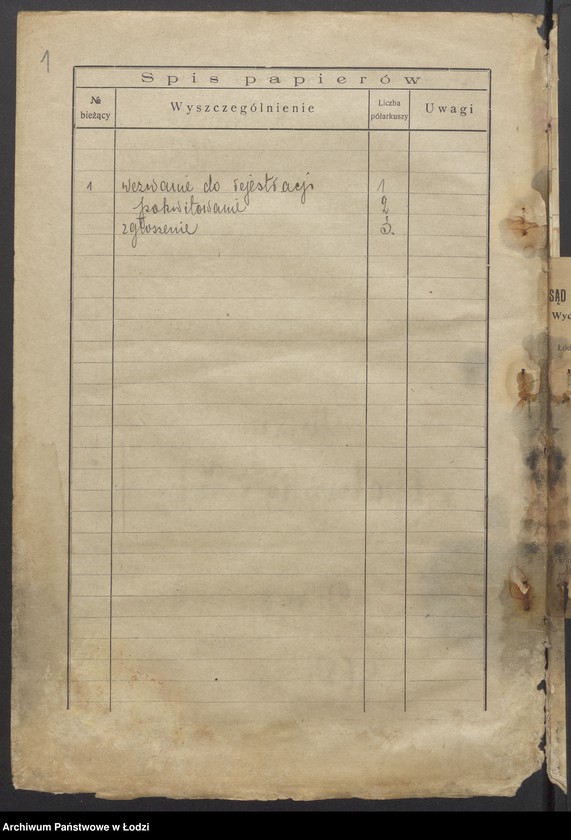 1
Spis papierów
№ bieżący Wyszczególnienie Liczba półarkuszy Uwagi
1 wezwanie do rejestracji 1
pokwitowanie 2
zgłoszenie 3.
SĄD
Wyd
Archiwum Państwowe w Łodzi